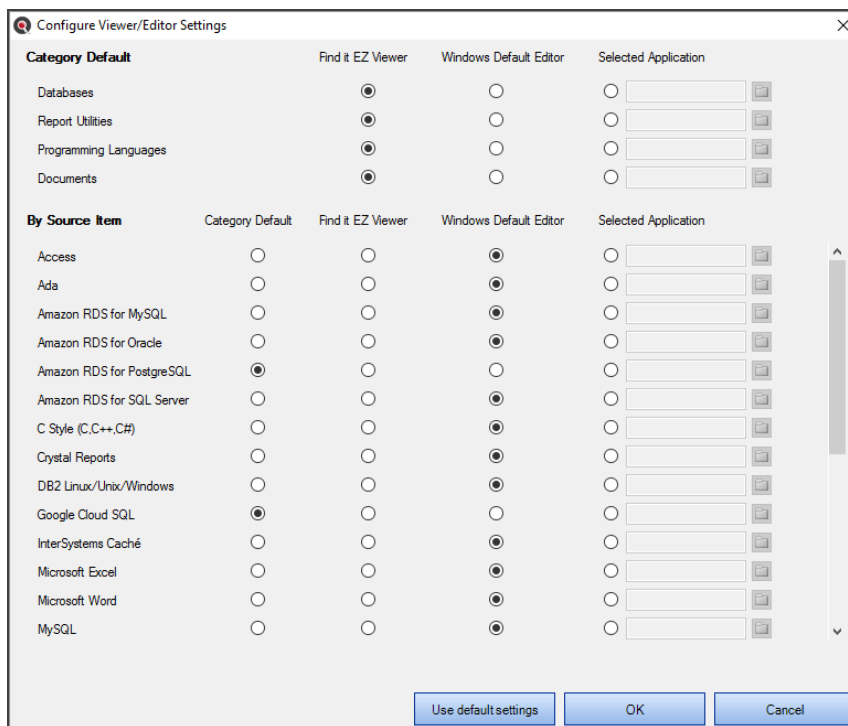 Configure Viewer/Editor Settings
Category Default Find it EZ Viewer Windows Default Editor Selected Application
Databases
Report Utilities
Programming Languages
Documents
By Source Item Category Default Find it EZ Viewer Windows Default Editor Selected Application
Access
Ada
Amazon RDS for MySQL
Amazon RDS for Oracle
Amazon RDS for PostgreSQL
Amazon RDS for SQL Server
C Style (C,C++,C#)
Crystal Reports
DB2 Linux/Unix/Windows
Google Cloud SQL
InterSystems Caché
Microsoft Excel
Microsoft Word
MySQL
Use default settings OK Cancel